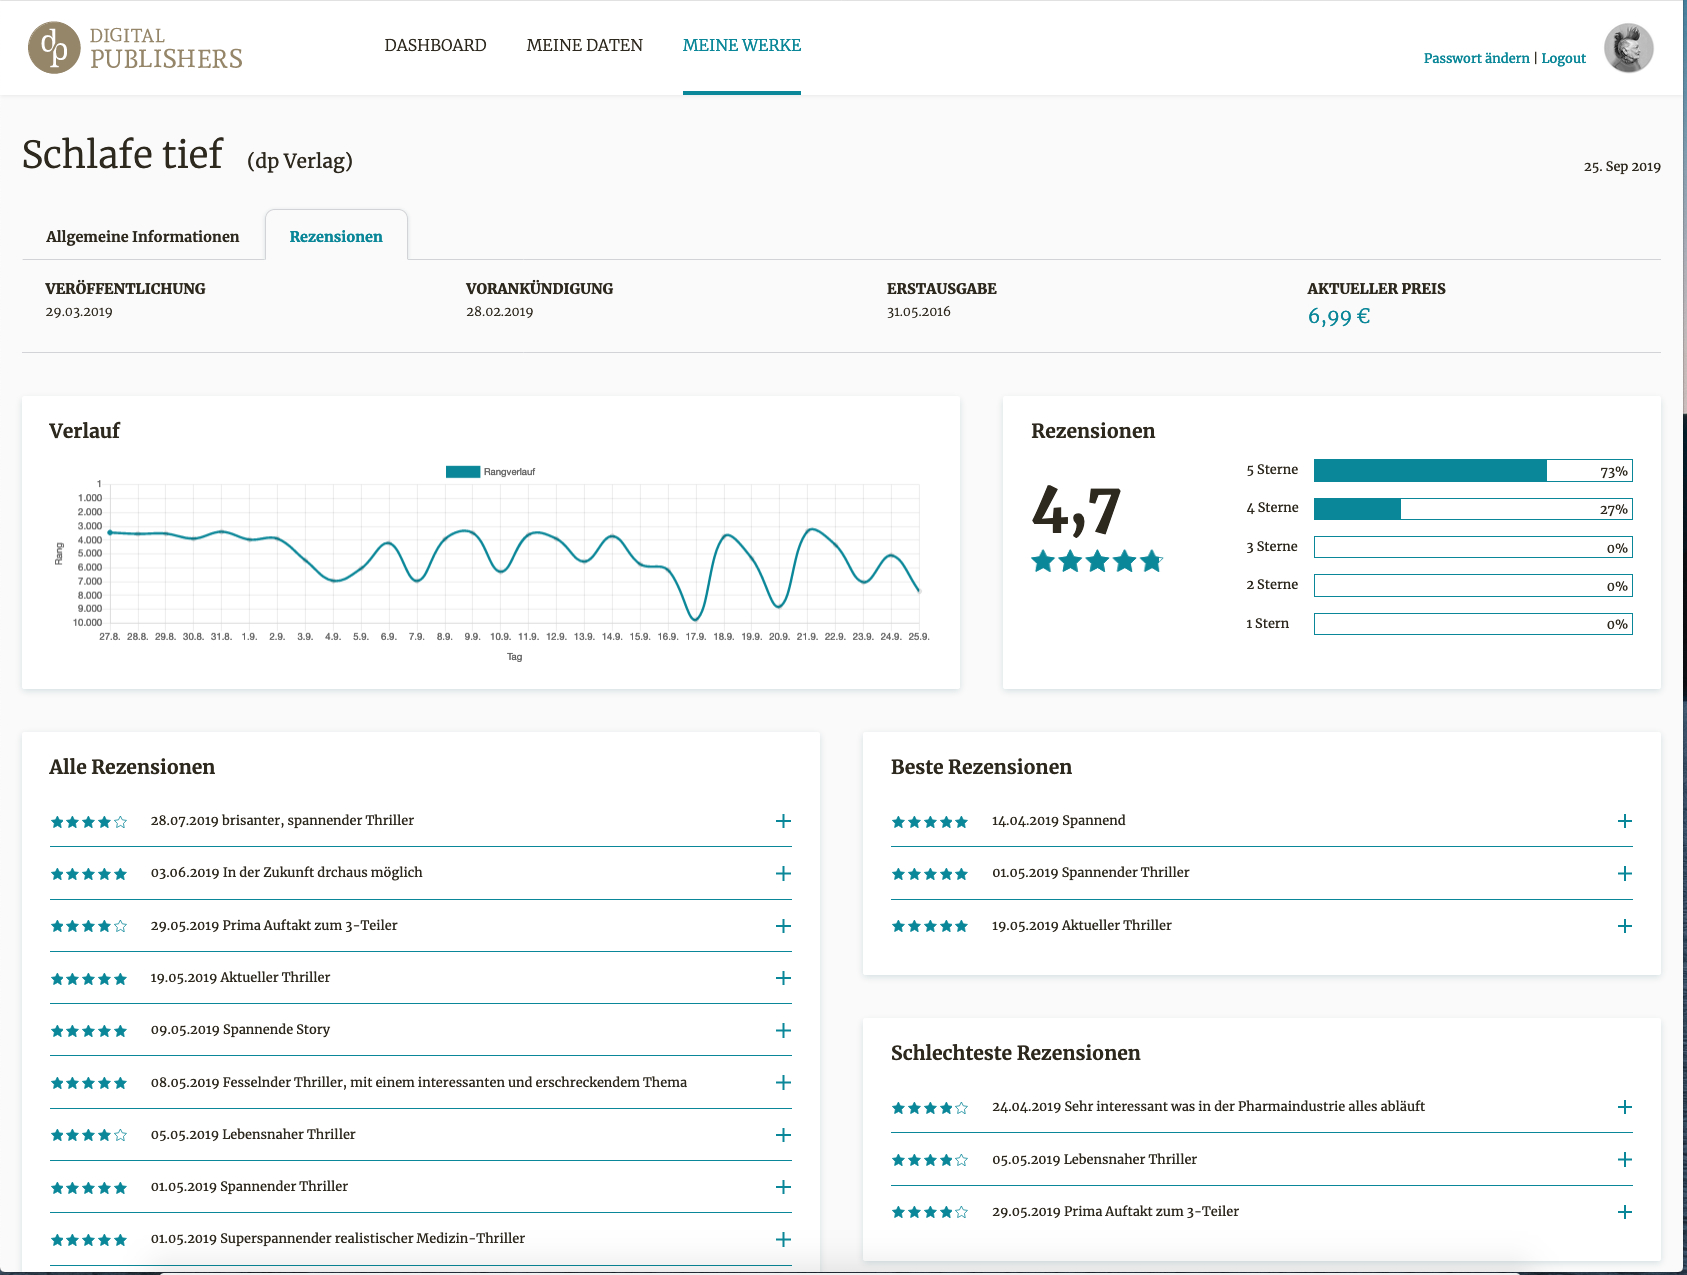 dp DIGITAL PUBLISHERS
DASHBOARD MEINE DATEN MEINE WERKE
Passwort ändern | Logout
Schlafe tief (dp Verlag)
25. Sep 2019
Allgemeine Informationen Rezensionen
VERÖFFENTLICHUNG VORANKÜNDIGUNG ERSTAUSGABE AKTUELLER PREIS
29.03.2019 28.02.2019 31.05.2016 6,99 €
Verlauf
Rangverlauf
1
1.000
2.000
3.000
4.000
5.000
6.000
7.000
8.000
9.000
10.000
Rang
27.8. 28.8. 29.8. 30.8. 31.8. 1.9. 2.9. 3.9. 4.9. 5.9. 6.9. 7.9. 8.9. 9.9. 10.9. 11.9. 12.9. 13.9. 14.9. 15.9. 16.9. 17.9. 18.9. 19.9. 20.9. 21.9. 22.9. 23.9. 24.9. 25.9.
Tag
Rezensionen
4,7
5 Sterne 73%
4 Sterne 27%
3 Sterne 0%
2 Sterne 0%
1 Stern 0%
Alle Rezensionen
28.07.2019 brisanter, spannender Thriller
03.06.2019 In der Zukunft drchaus möglich
29.05.2019 Prima Auftakt zum 3-Teiler
19.05.2019 Aktueller Thriller
09.05.2019 Spannende Story
08.05.2019 Fesselnder Thriller, mit einem interessanten und erschreckendem Thema
05.05.2019 Lebensnaher Thriller
01.05.2019 Spannender Thriller
01.05.2019 Superspannender realistischer Medizin-Thriller
Beste Rezensionen
14.04.2019 Spannend
01.05.2019 Spannender Thriller
19.05.2019 Aktueller Thriller
Schlechteste Rezensionen
24.04.2019 Sehr interessant was in der Pharmaindustrie alles abläuft
05.05.2019 Lebensnaher Thriller
29.05.2019 Prima Auftakt zum 3-Teiler